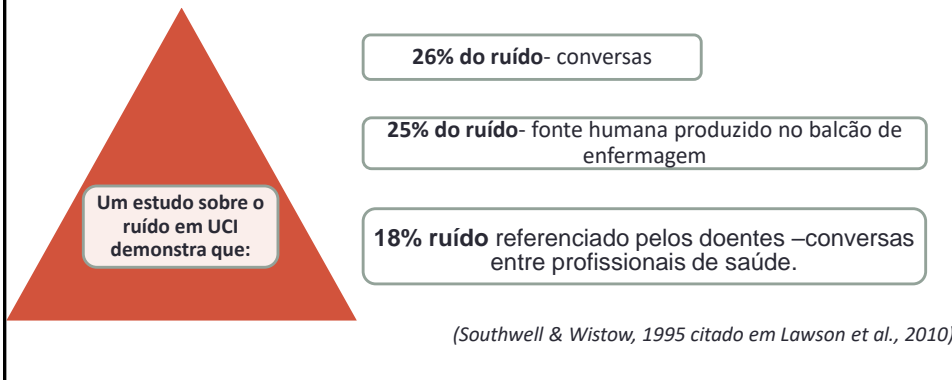 26% do ruído- conversas
25% do ruído- fonte humana produzido no balcão de
enfermagem
Um estudo sobre o
ruído em UCI
demonstra que:
18% ruído referenciado pelos doentes –conversas
entre profissionais de saúde.
(Southwell & Wistow, 1995 citado em Lawson et al., 2010)